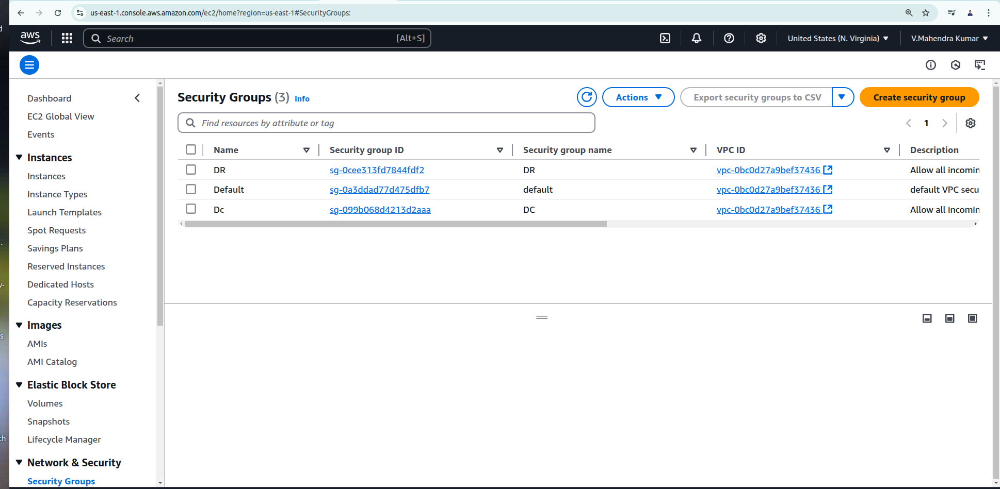 us-east-1.console.aws.amazon.com/ec2/home?region=us-east-1#SecurityGroups:
aws
Search
[Alt+S]
United States (N. Virginia)
V.Mahendra Kumar
Dashboard
EC2 Global View
Events
Instances
Instances
Instance Types
Launch Templates
Spot Requests
Savings Plans
Reserved Instances
Dedicated Hosts
Capacity Reservations
Images
AMIs
AMI Catalog
Elastic Block Store
Volumes
Snapshots
Lifecycle Manager
Network & Security
Security Groups
Security Groups (3) Info
Actions
Export security groups to CSV
Create security group
Find resources by attribute or tag
1
Name Security group ID Security group name VPC ID Description
DR sg-0cee313fd7844fdf2 DR vpc-0bc0d27a9bef37436 Allow all incomin
Default sg-0a3ddad77d475dfb7 default vpc-0bc0d27a9bef37436 default VPC secu
Dc sg-099b068d4213d2aaa DC vpc-0bc0d27a9bef37436 Allow all incomin